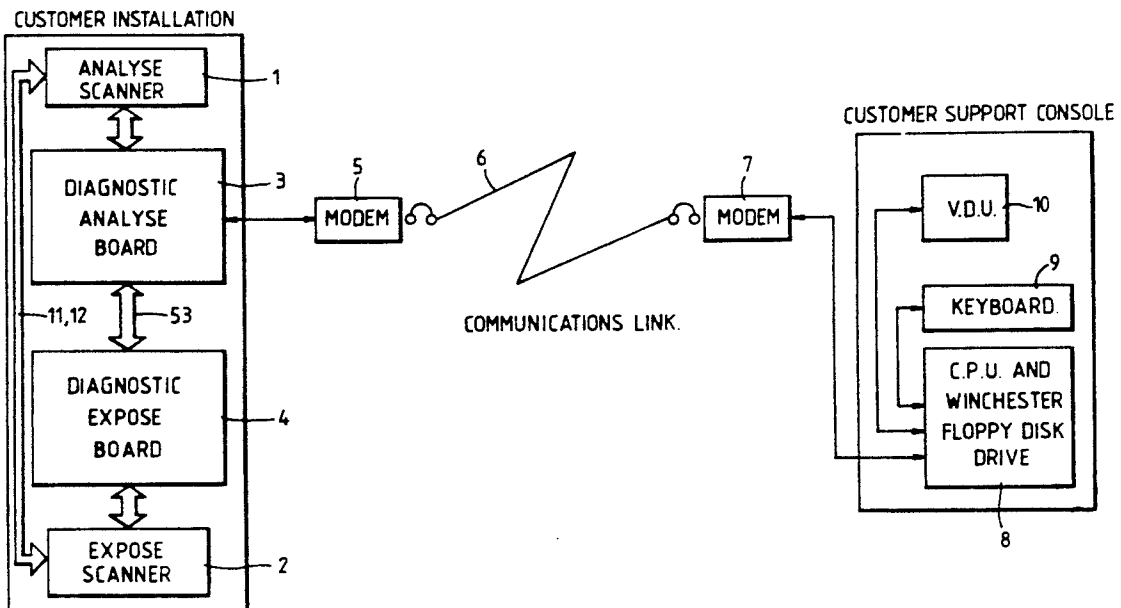 CUSTOMER INSTALLATION
ANALYSE
SCANNER
1
DIAGNOSTIC
ANALYSE
BOARD
3
11,12
53
DIAGNOSTIC
EXPOSE
BOARD
4
EXPOSE
SCANNER
2
5
MODEM
6
COMMUNICATIONS LINK.
7
MODEM
CUSTOMER SUPPORT CONSOLE
V.D.U.
10
9
KEYBOARD.
C.P.U. AND
WINCHESTER
FLOPPY DISK
DRIVE
8